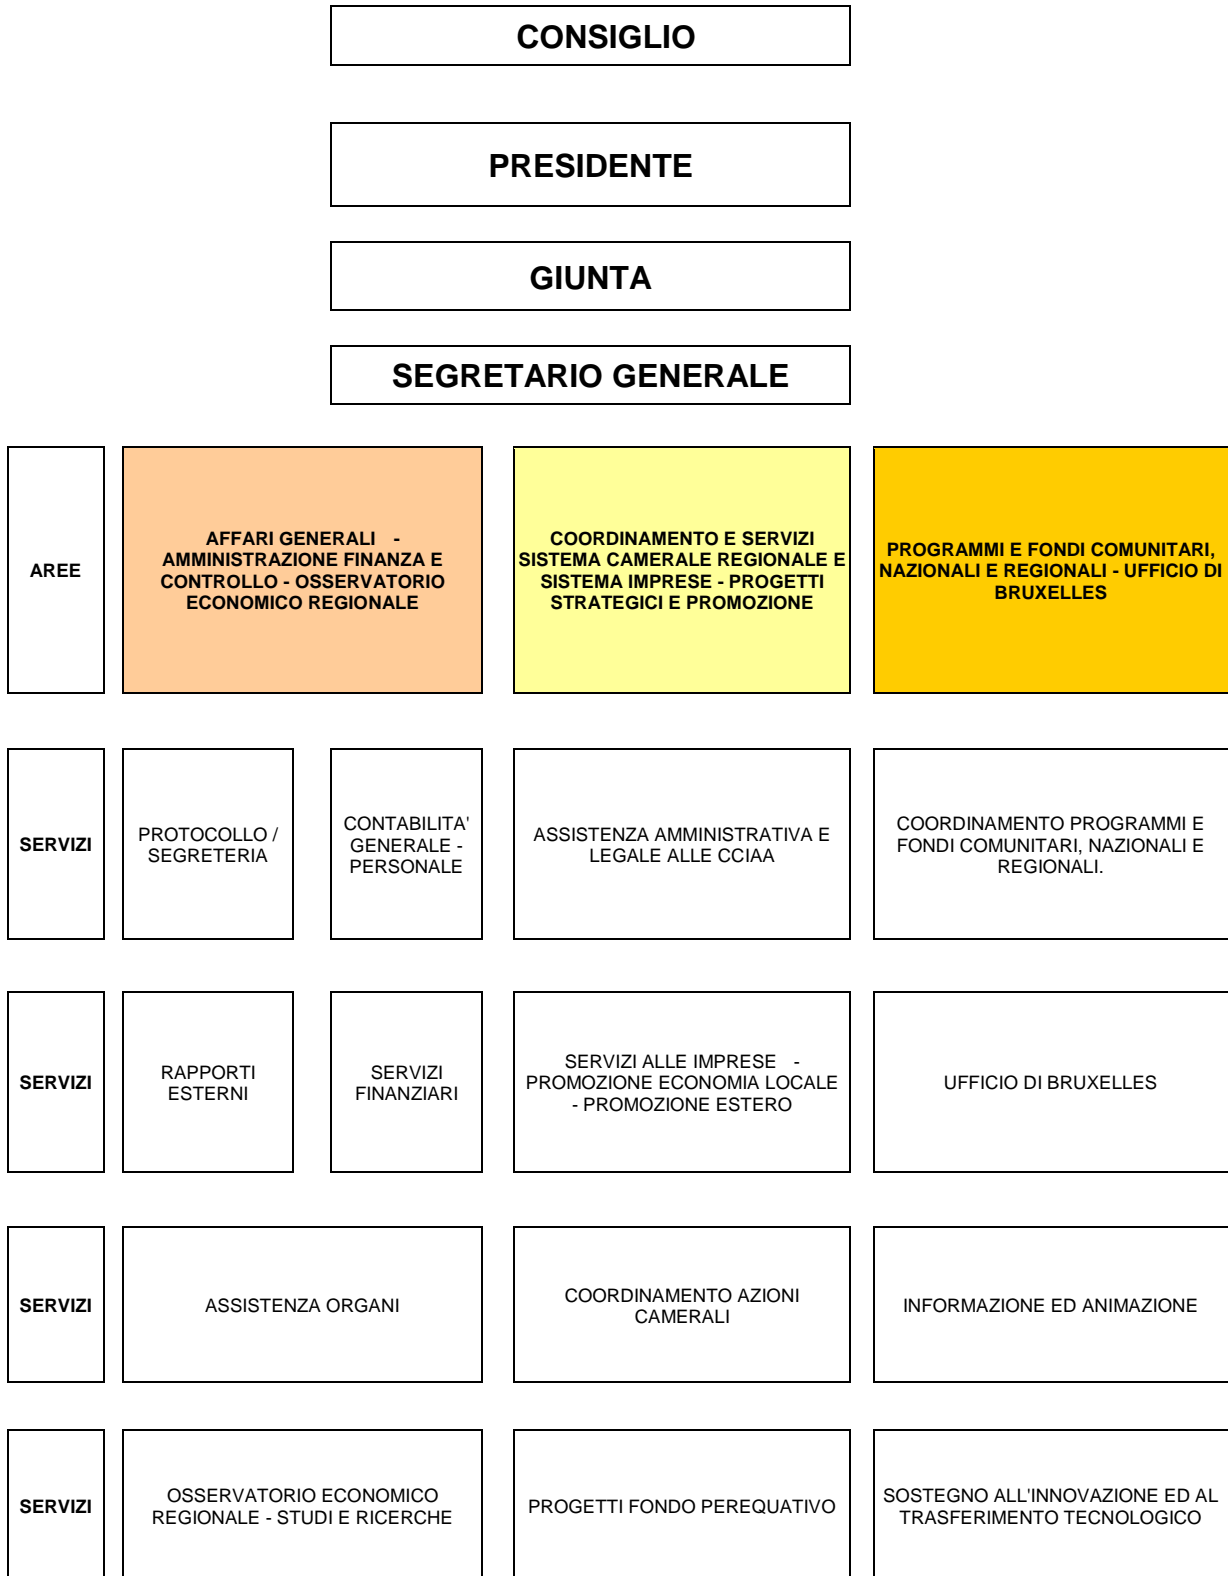 CONSIGLIO
PRESIDENTE
GIUNTA
SEGRETARIO GENERALE
AREE
AFFARI GENERALI -
AMMINISTRAZIONE FINANZA E
CONTROLLO - OSSERVATORIO
ECONOMICO REGIONALE
COORDINAMENTO E SERVIZI
SISTEMA CAMERALE REGIONALE E
SISTEMA IMPRESE - PROGETTI
STRATEGICI E PROMOZIONE
PROGRAMMI E FONDI COMUNITARI,
NAZIONALI E REGIONALI - UFFICIO DI
BRUXELLES
SERVIZI
PROTOCOLLO /
SEGRETERIA
CONTABILITA'
GENERALE -
PERSONALE
ASSISTENZA AMMINISTRATIVA E
LEGALE ALLE CCIAA
COORDINAMENTO PROGRAMMI E
FONDI COMUNITARI, NAZIONALI E
REGIONALI.
SERVIZI
RAPPORTI
ESTERNI
SERVIZI
FINANZIARI
SERVIZI ALLE IMPRESE -
PROMOZIONE ECONOMIA LOCALE
- PROMOZIONE ESTERO
UFFICIO DI BRUXELLES
SERVIZI
ASSISTENZA ORGANI
COORDINAMENTO AZIONI
CAMERALI
INFORMAZIONE ED ANIMAZIONE
SERVIZI
OSSERVATORIO ECONOMICO
REGIONALE - STUDI E RICERCHE
PROGETTI FONDO PEREQUATIVO
SOSTEGNO ALL'INNOVAZIONE ED AL
TRASFERIMENTO TECNOLOGICO